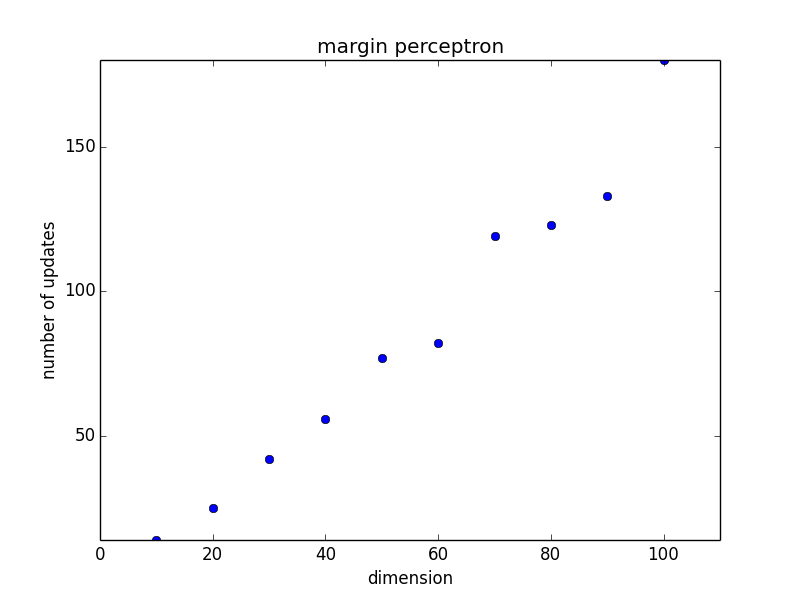 margin perceptron
number of updates
150
100
50
0 20 40 60 80 100
dimension